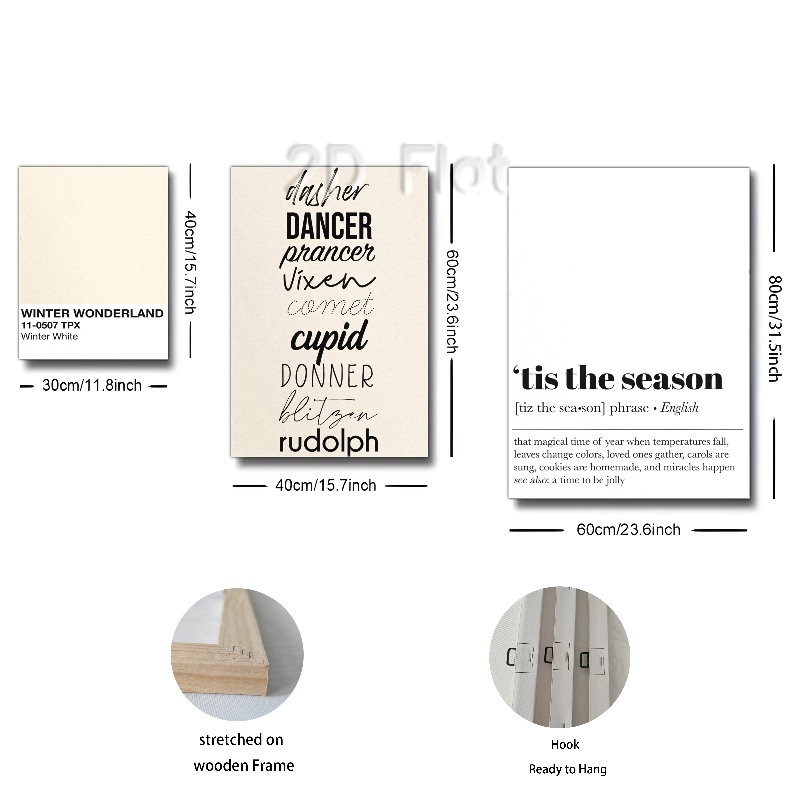 2D Flat
WINTER WONDERLAND
11-0507 TPX
Winter White
40cm/15.7inch
30cm/11.8inch
dasher
DANCER
prancer
vixen
comet
cupid
DONNER
blitzen
rudolph
60cm/23.6inch
40cm/15.7inch
‘tis the season
[tiz the sea•son] phrase • English
that magical time of year when temperatures fall,
leaves change colors, loved ones gather, carols are
sung, cookies are homemade, and miracles happen
see also: a time to be jolly
80cm/31.5inch
60cm/23.6inch
stretched on
wooden Frame
Hook
Ready to Hang